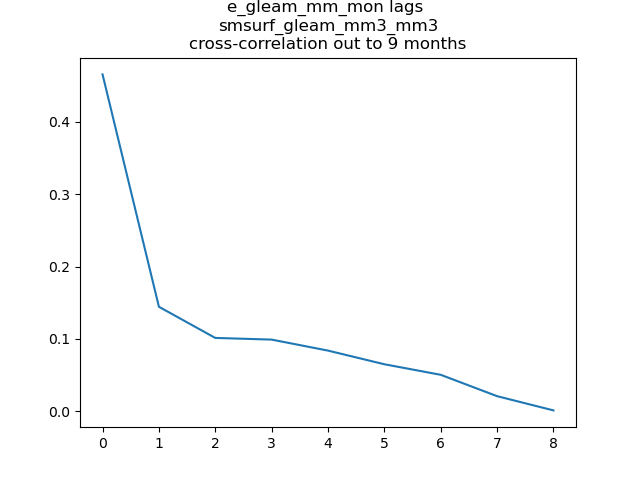 e_gleam_mm_mon lags
smsurf_gleam_mm3_mm3
cross-correlation out to 9 months
0.4
0.3
0.2
0.1
0.0
0 1 2 3 4 5 6 7 8